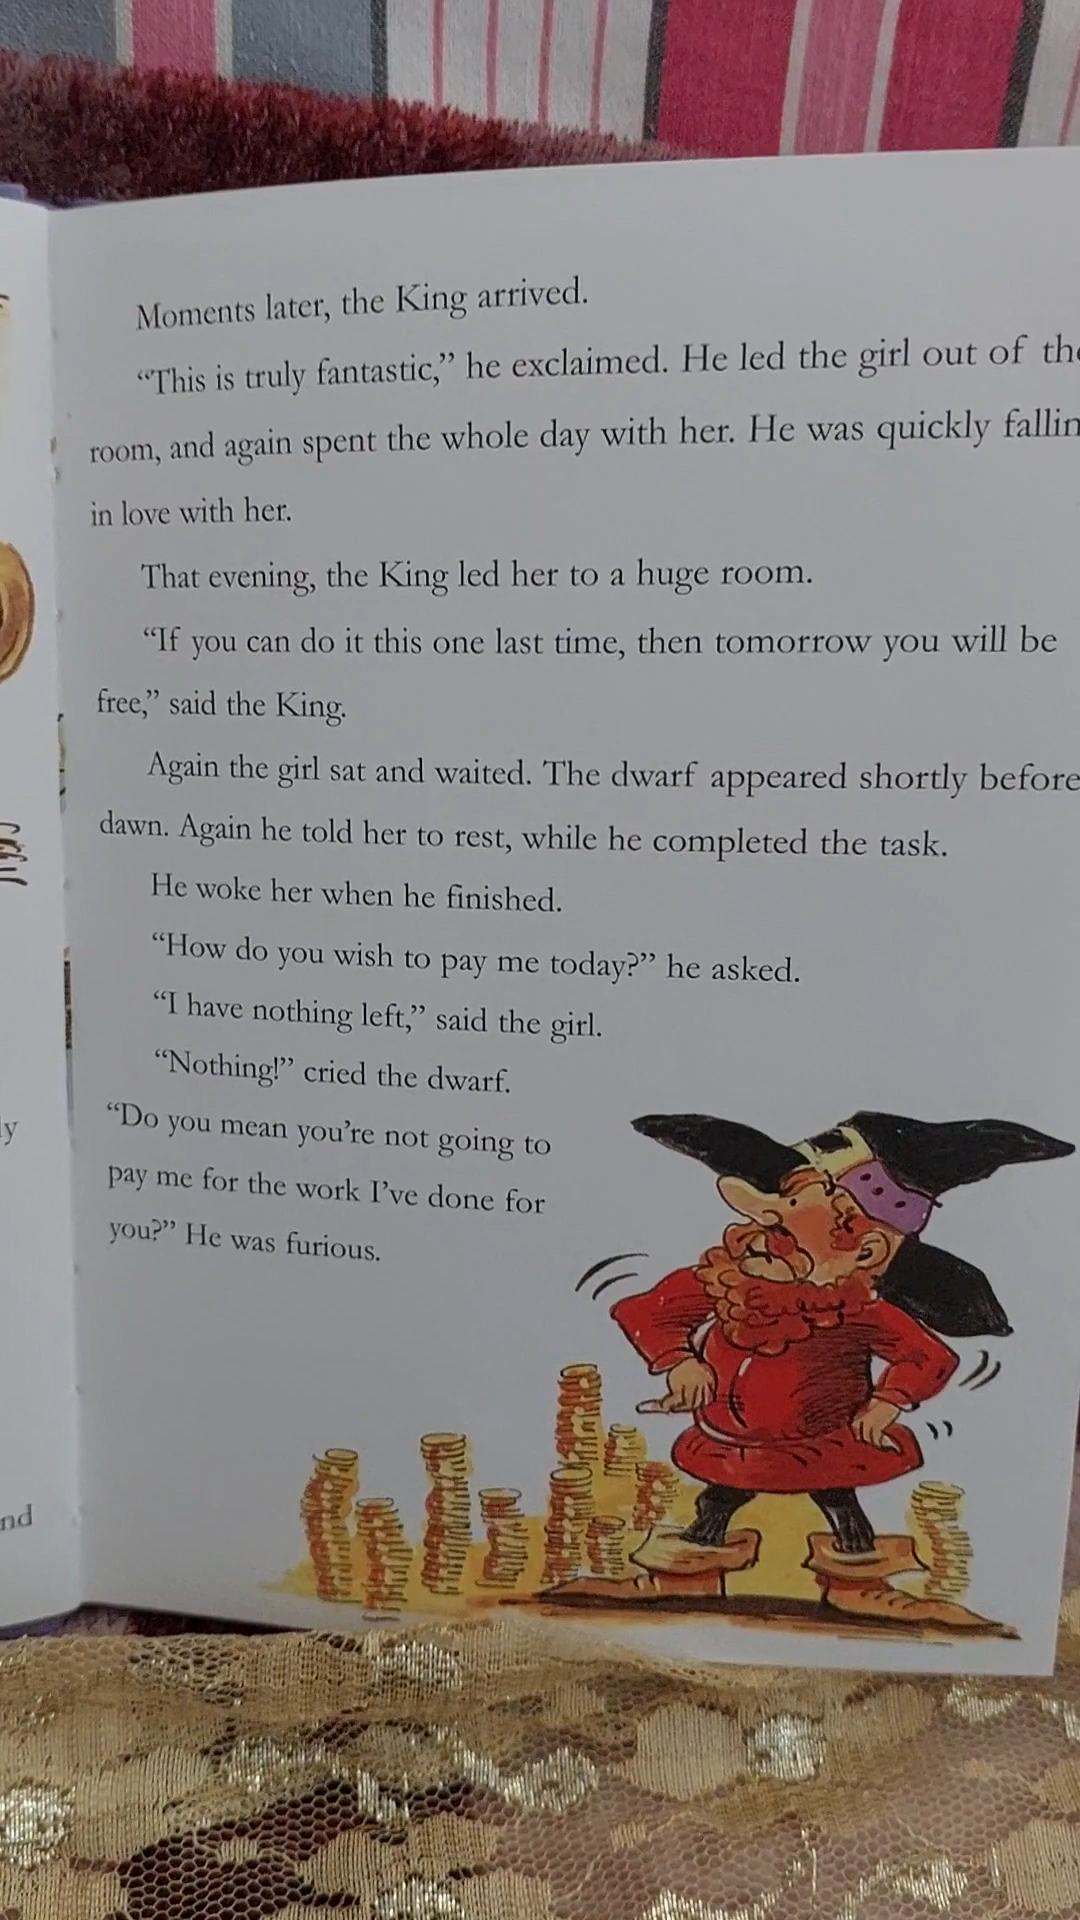 Moments later, the King arrived.
“This is truly fantastic,” he exclaimed. He led the girl out of
room, and again spent the whole day with her. He was quickly
in love with her.
That evening, the King led her to a huge room.
“If you can do it this one last time, then tomorrow you will be
free,” said the King.
Again the girl sat and waited. The dwarf appeared shortly before
dawn. Again he told her to rest, while he completed the task.
He woke her when he finished.
“How do you wish to pay me today?” he asked.
“I have nothing left,” said the girl.
“Nothing!” cried the dwarf.
“Do you mean you’re not going to
pay me for the work I’ve done for
you?” He was furious.